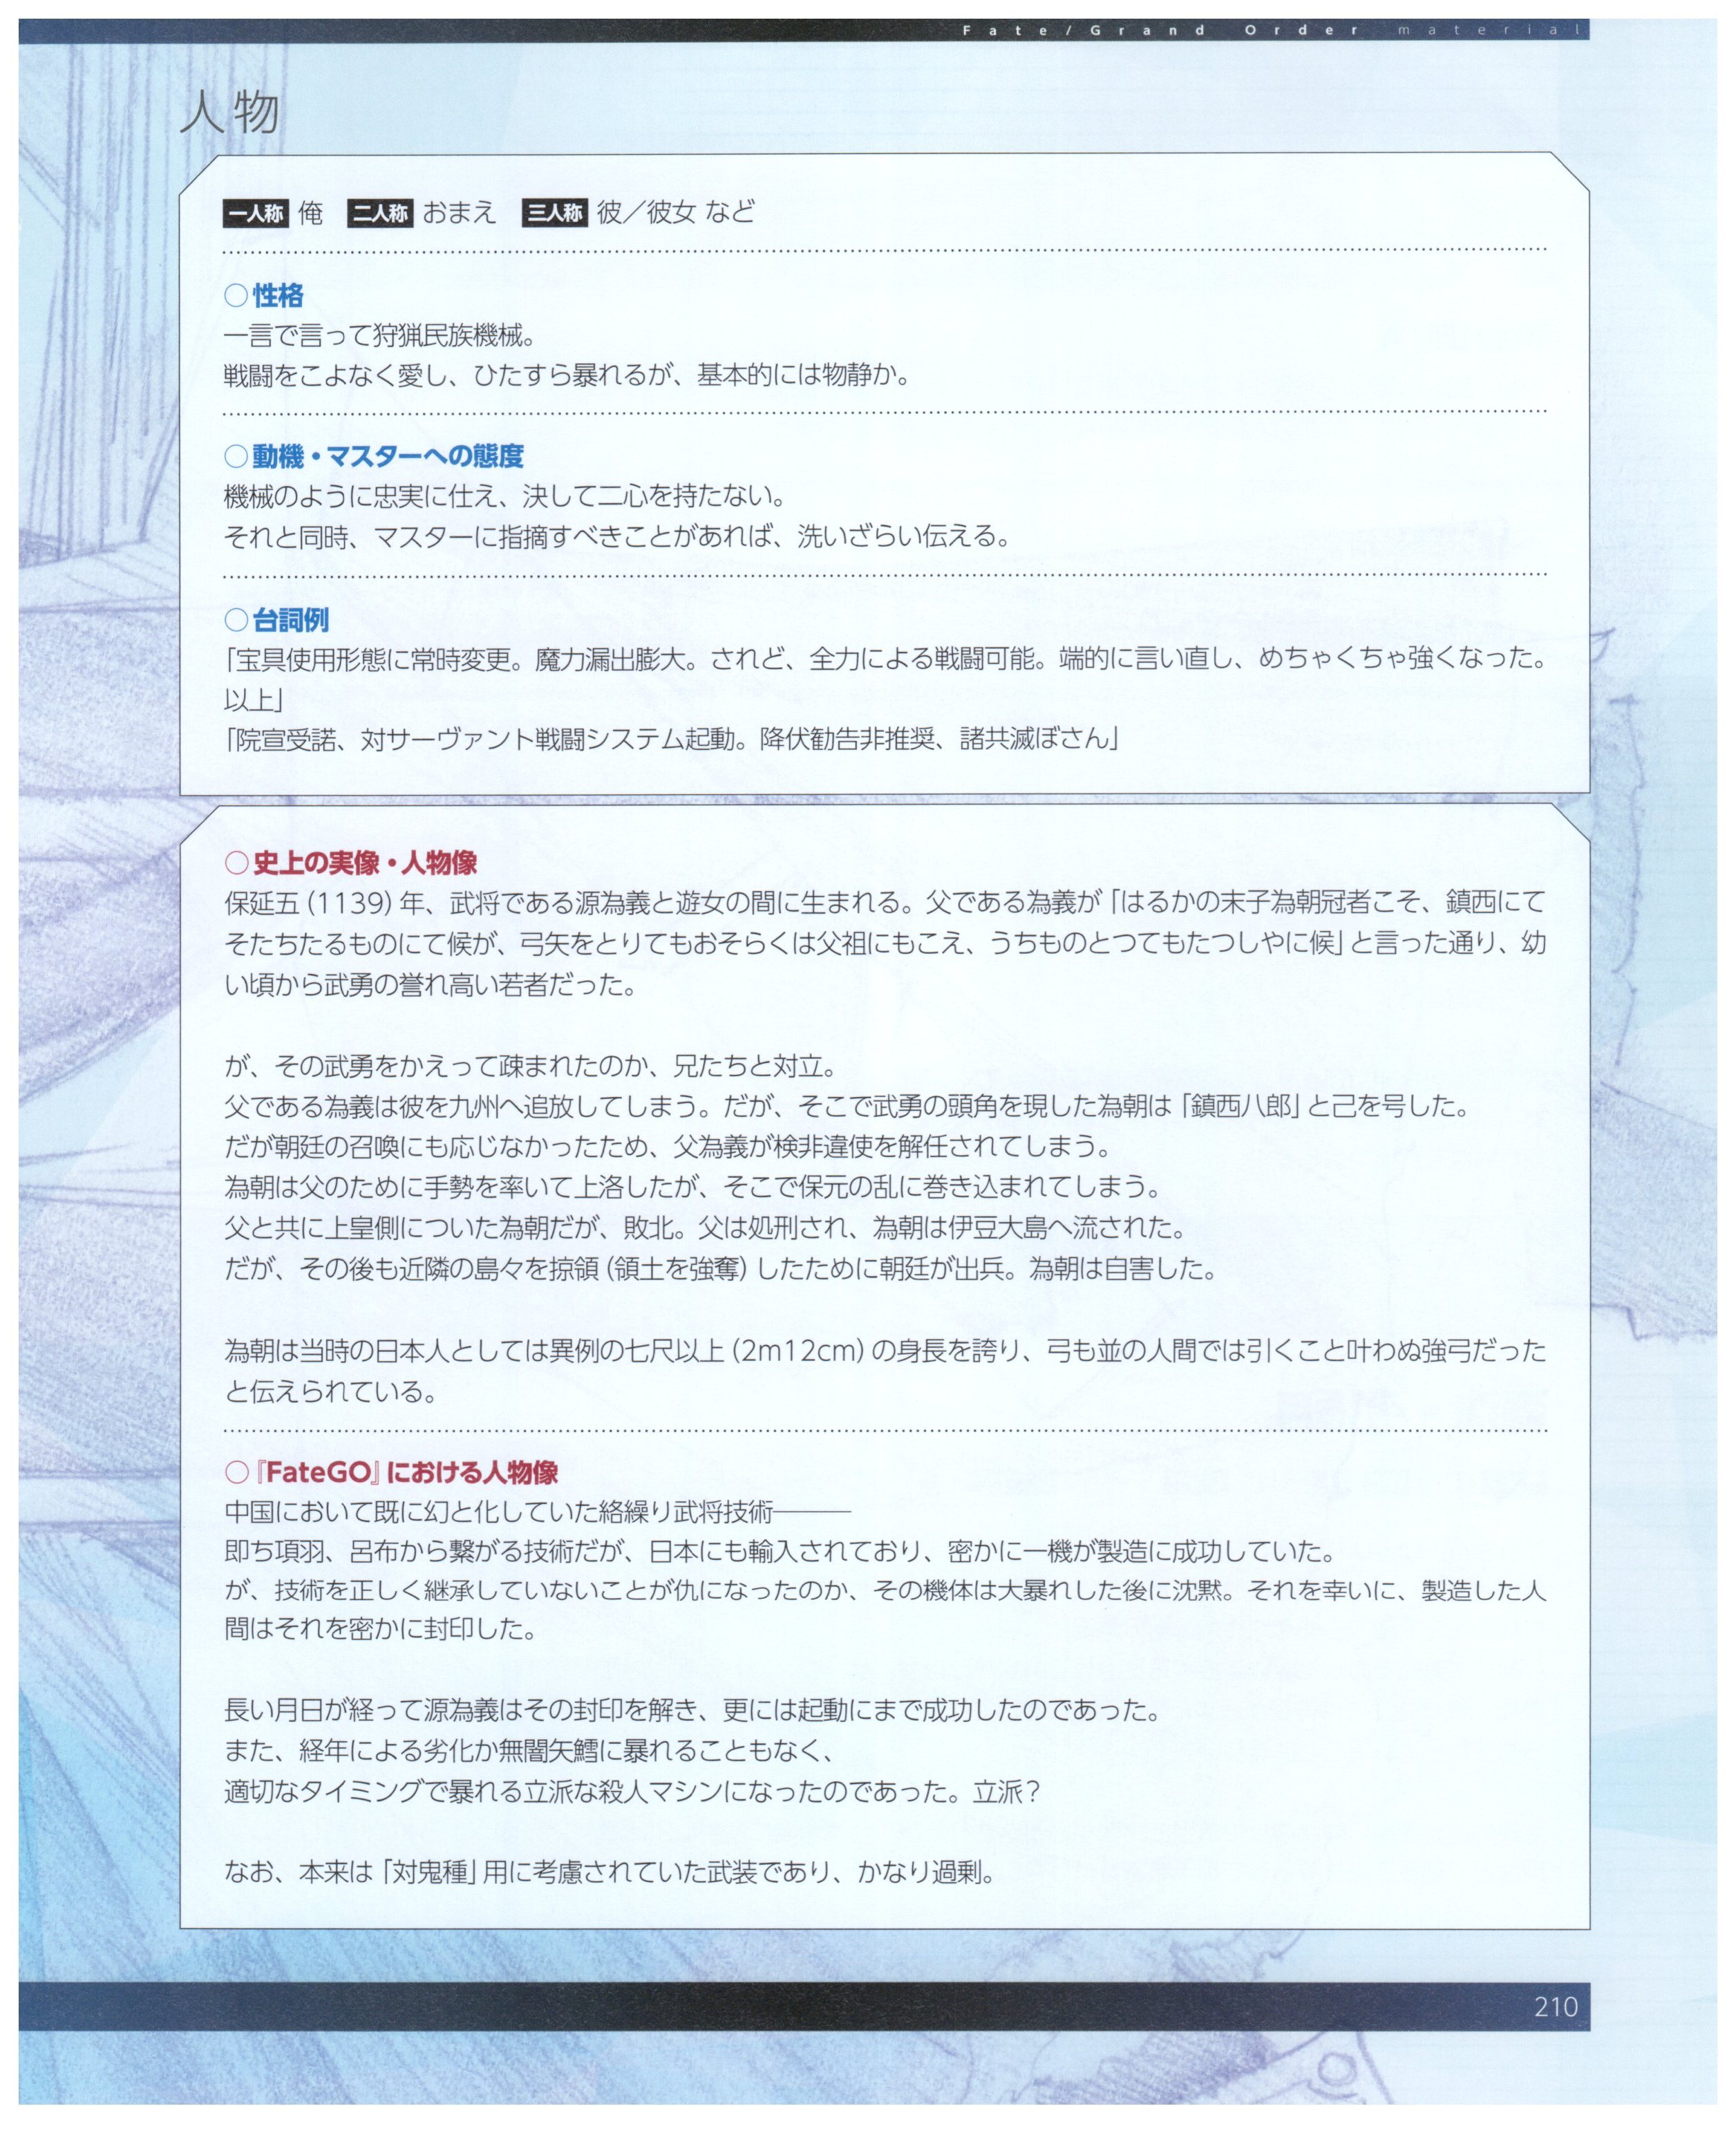 Fate/Grand Order material
人物
一人称 俺 二人称 おまえ 三人称 彼／彼女 など
○性格
一言で言って狩猟民族機械。
戦闘をこよなく愛し、ひたすら暴れるが、基本的には物静か。
○動機・マスターへの態度
機械のように忠実に仕え、決して二心を持たない。
それと同時、マスターに指摘すべきことがあれば、洗いざらい伝える。
○台詞例
「宝具使用形態に常時変更。魔力漏出膨大。されど、全力による戦闘可能。端的に言い直し、めちゃくちゃ強くなった。
以上」
「院宣受諾、対サーヴァント戦闘システム起動。降伏勧告非推奨、諸共滅ぼさん」
○史上の実像・人物像
保延五（1139）年、武将である源為義と遊女の間に生まれる。父である為義が「はるかの末子為朝冠者こそ、鎮西にて
そたちたるものにて候が、弓矢をとりてもおそらくは父祖にもこえ、うちものとつてもたつしやに候」と言った通り、幼
い頃から武勇の誉れ高い若者だった。
が、その武勇をかえって疎まれたのか、兄たちと対立。
父である為義は彼を九州へ追放してしまう。だが、そこで武勇の頭角を現した為朝は「鎮西八郎」と己を号した。
だが朝廷の召喚にも応じなかったため、父為義が検非違使を解任されてしまう。
為朝は父のために手勢を率いて上洛したが、そこで保元の乱に巻き込まれてしまう。
父と共に上皇側についた為朝だが、敗北。父は処刑され、為朝は伊豆大島へ流された。
だが、その後も近隣の島々を掠領（領土を強奪）したために朝廷が出兵。為朝は自害した。
為朝は当時の日本人としては異例の七尺以上（2m12cm）の身長を誇り、弓も並の人間では引くこと叶わぬ強弓だった
と伝えられている。
○『FateGO』における人物像
中国において既に幻と化していた絡繰り武将技術―――
即ち項羽、呂布から繋がる技術だが、日本にも輸入されており、密かに一機が製造に成功していた。
が、技術を正しく継承していないことが仇になったのか、その機体は大暴れした後に沈黙。それを幸いに、製造した人
間はそれを密かに封印した。
長い月日が経って源為義はその封印を解き、更には起動にまで成功したのであった。
また、経年による劣化か無闇矢鱈に暴れることもなく、
適切なタイミングで暴れる立派な殺人マシンになったのであった。立派？
なお、本来は「対鬼種」用に考慮されていた武装であり、かなり過剰。
210